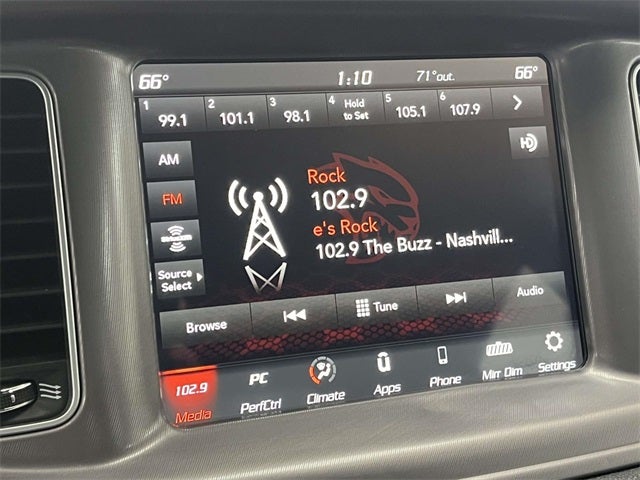 66° 1:10 71°out. 66°
1 99.1 2 101.1 3 98.1 4 Hold to Set 5 105.1 6 107.9
HD
AM
FM
Source
Select
Rock
102.9
e's Rock
102.9 The Buzz - Nashvill...
Browse Tune Audio
102.9 PC
Media PerfCtrl Climate Apps Phone Mirr Dim Settings